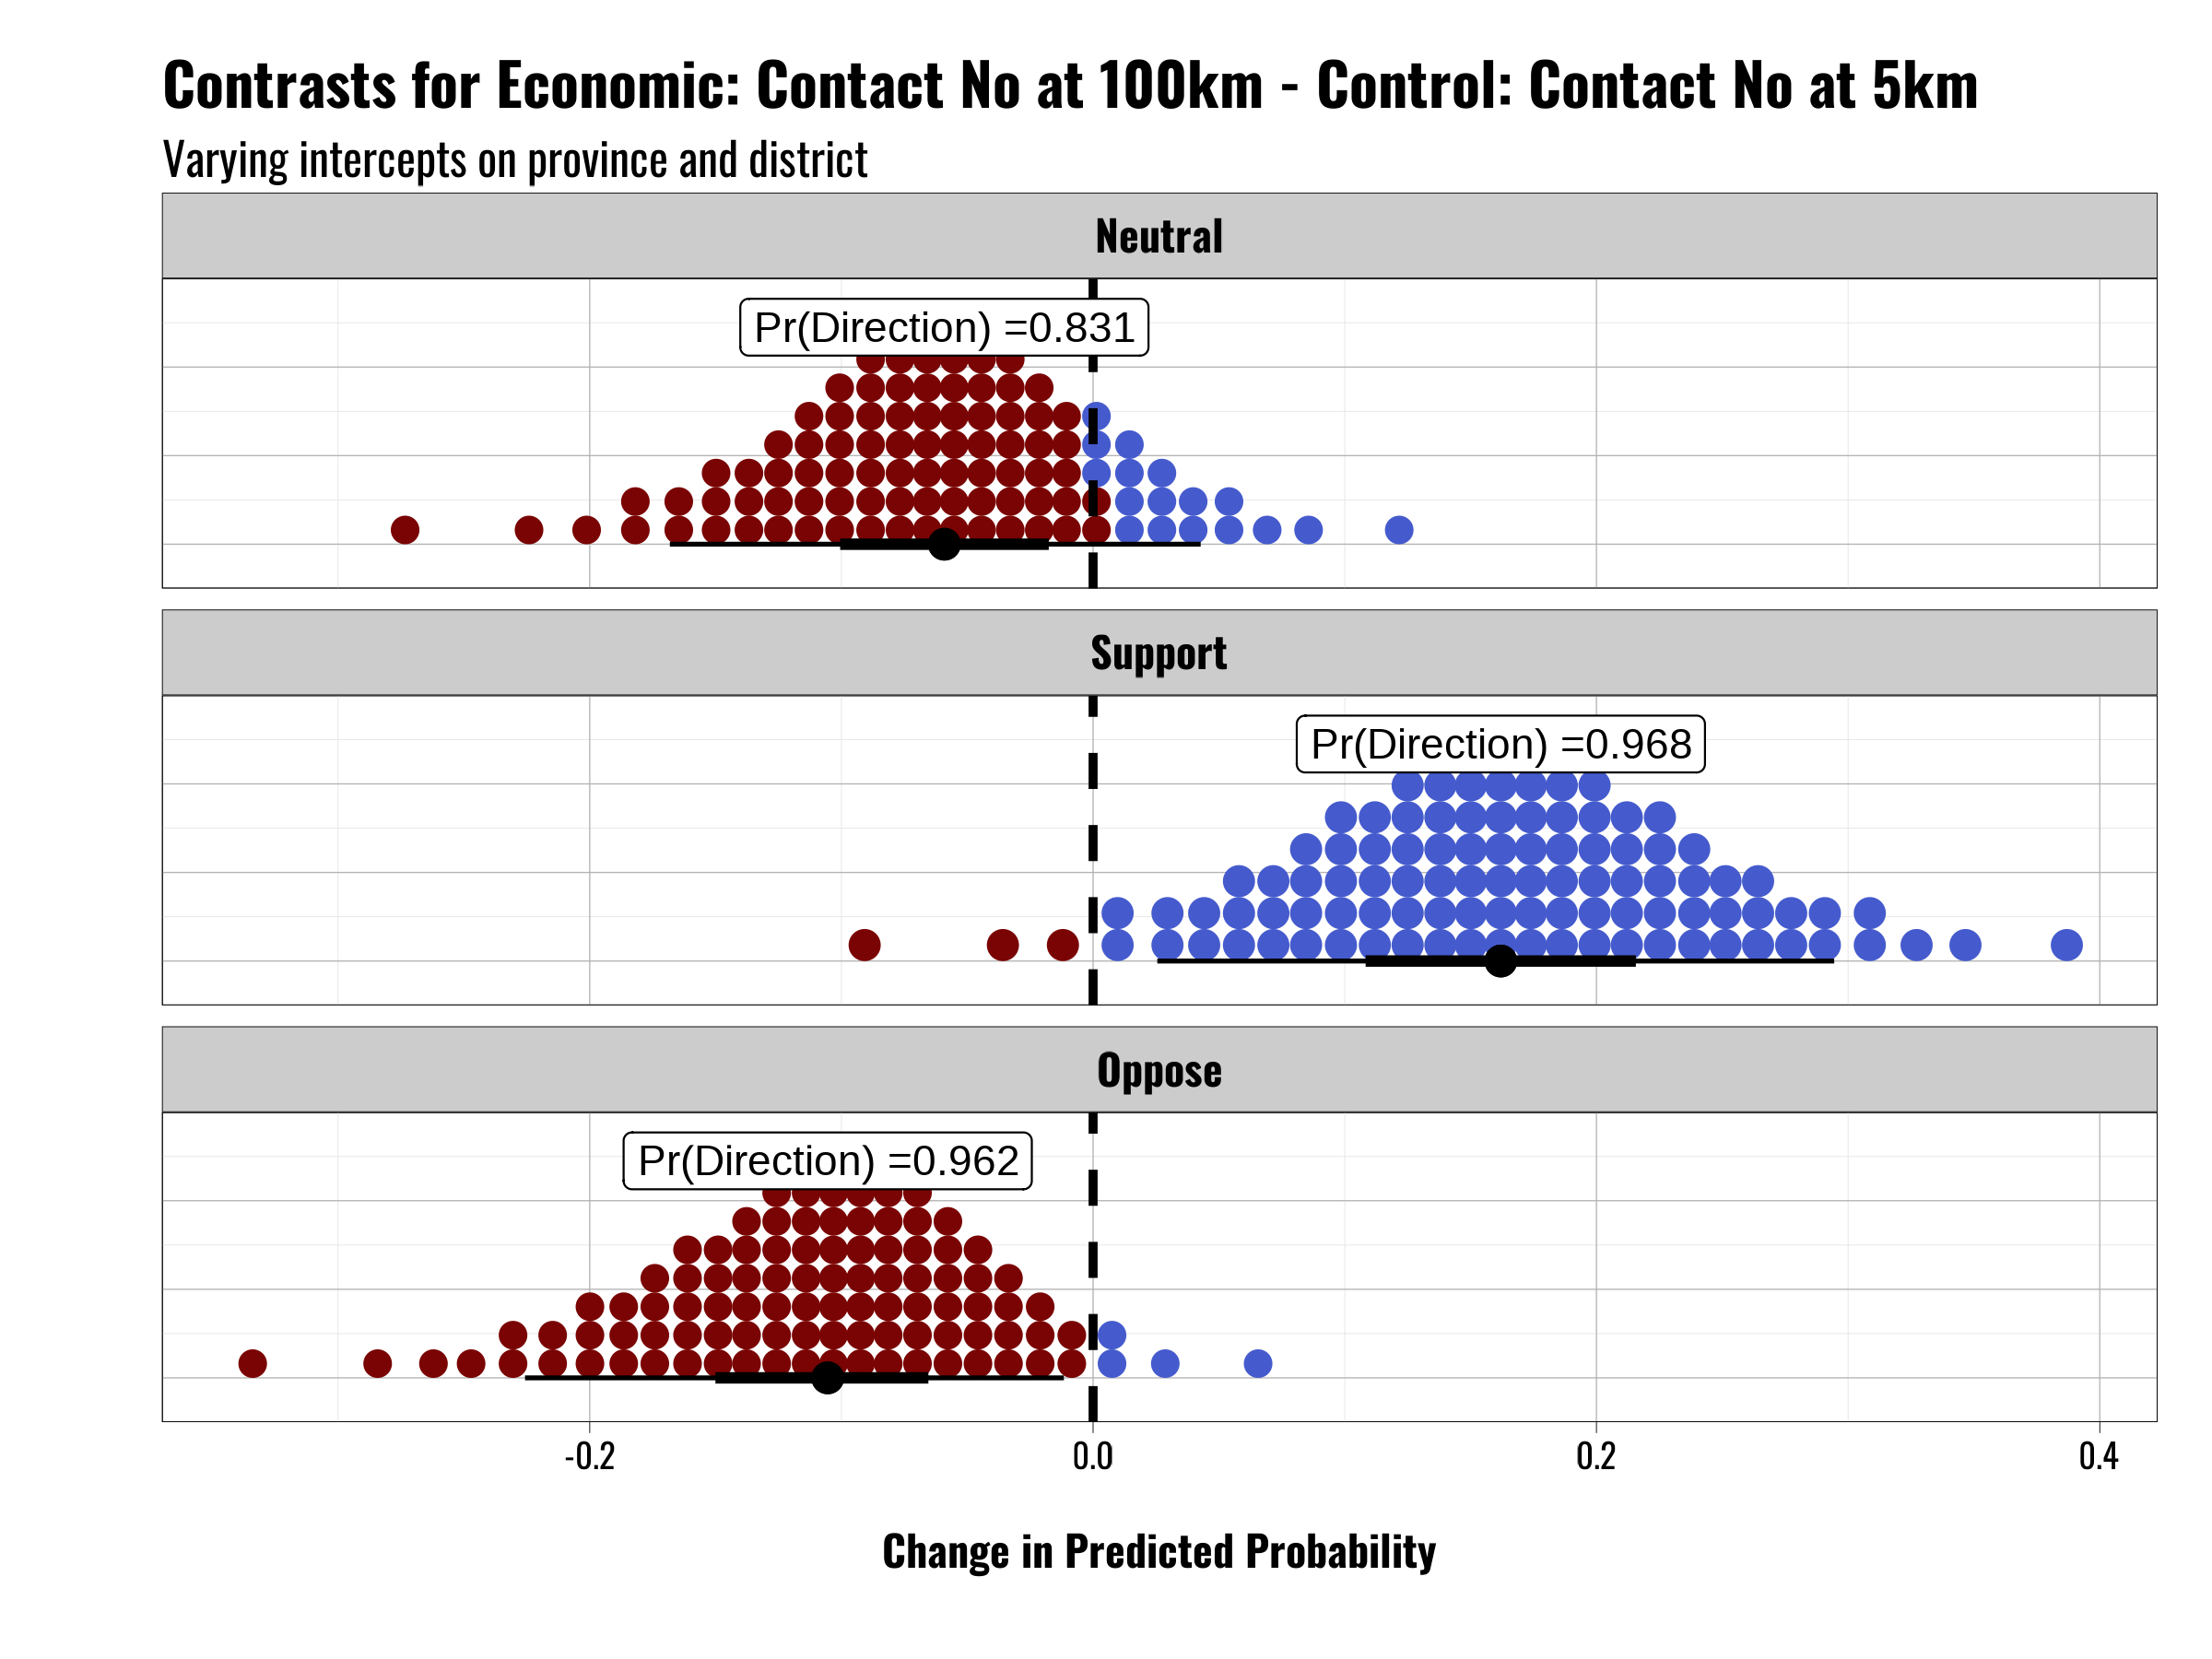 Contrasts for Economic: Contact No at 100km - Control: Contact No at 5km
Varying intercepts on province and district
Neutral
Pr(Direction) =0.831
Support
Pr(Direction) =0.968
Oppose
Pr(Direction) =0.962
-0.2 0.0 0.2 0.4
Change in Predicted Probability